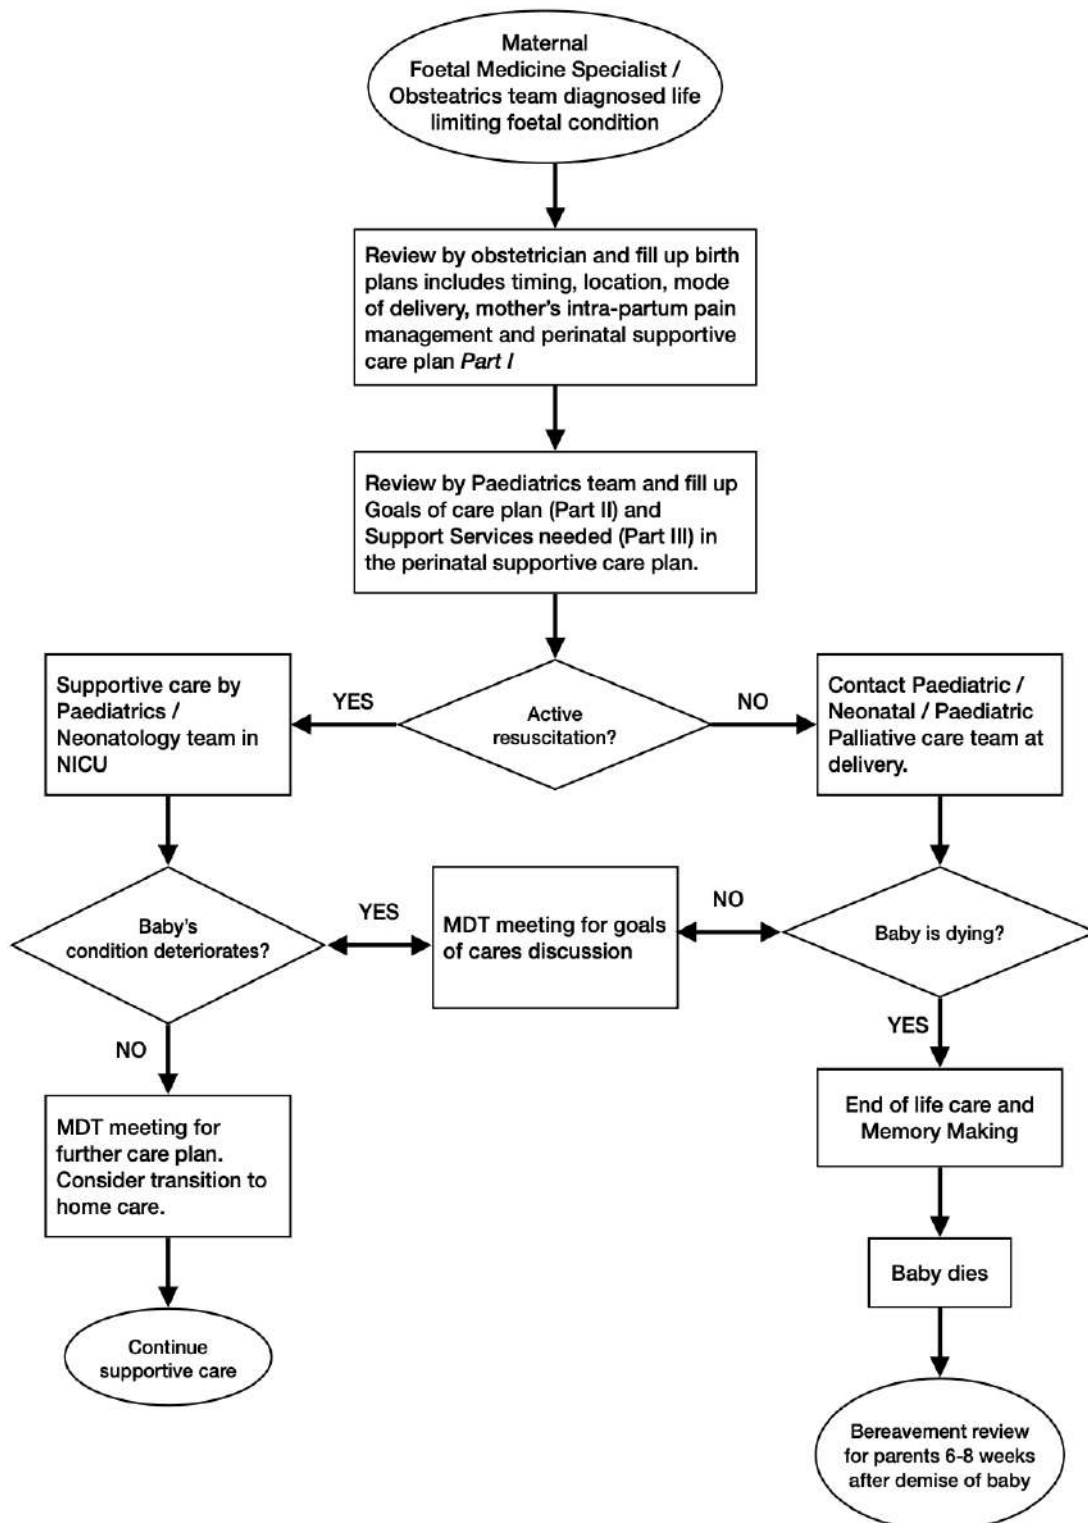 Maternal
Foetal Medicine Specialist /
Obsteatrics team diagnosed life
limiting foetal condition
Review by obstetrician and fill up birth
plans includes timing, location, mode
of delivery, mother's intra-partum pain
management and perinatal supportive
care plan Part I
Review by Paediatrics team and fill up
Goals of care plan (Part II) and
Support Services needed (Part III) in
the perinatal supportive care plan.
Active
resuscitation?
YES
NO
Supportive care by
Paediatrics /
Neonatology team in
NICU
Contact Paediatric /
Neonatal / Paediatric
Palliative care team at
delivery.
Baby's
condition deteriorates?
YES
MDT meeting for goals
of cares discussion
NO
Baby is dying?
NO
YES
MDT meeting for
further care plan.
Consider transition to
home care.
End of life care and
Memory Making
Continue
supportive care
Baby dies
Bereavement review
for parents 6-8 weeks
after demise of baby